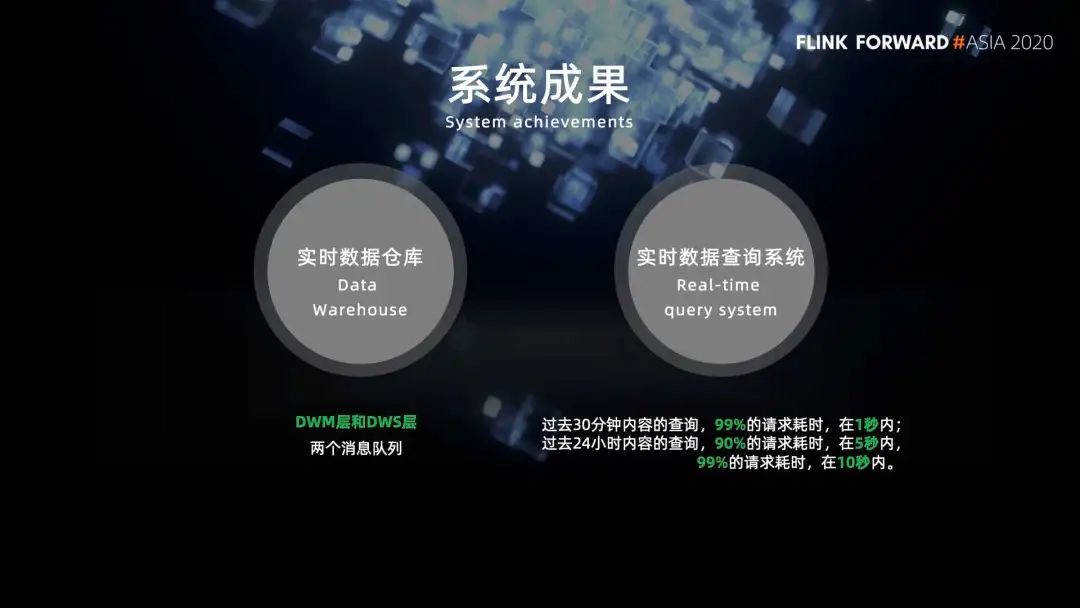 FLINK FORWARD #ASIA 2020
系统成果
System achievements
实时数据仓库
Data
Warehouse
实时数据查询系统
Real-time
query system
DWM层和DWS层
两个消息队列
过去30分钟内容的查询，99%的请求耗时，在1秒内；
过去24小时内容的查询，90%的请求耗时，在5秒内，
99%的请求耗时，在10秒内。